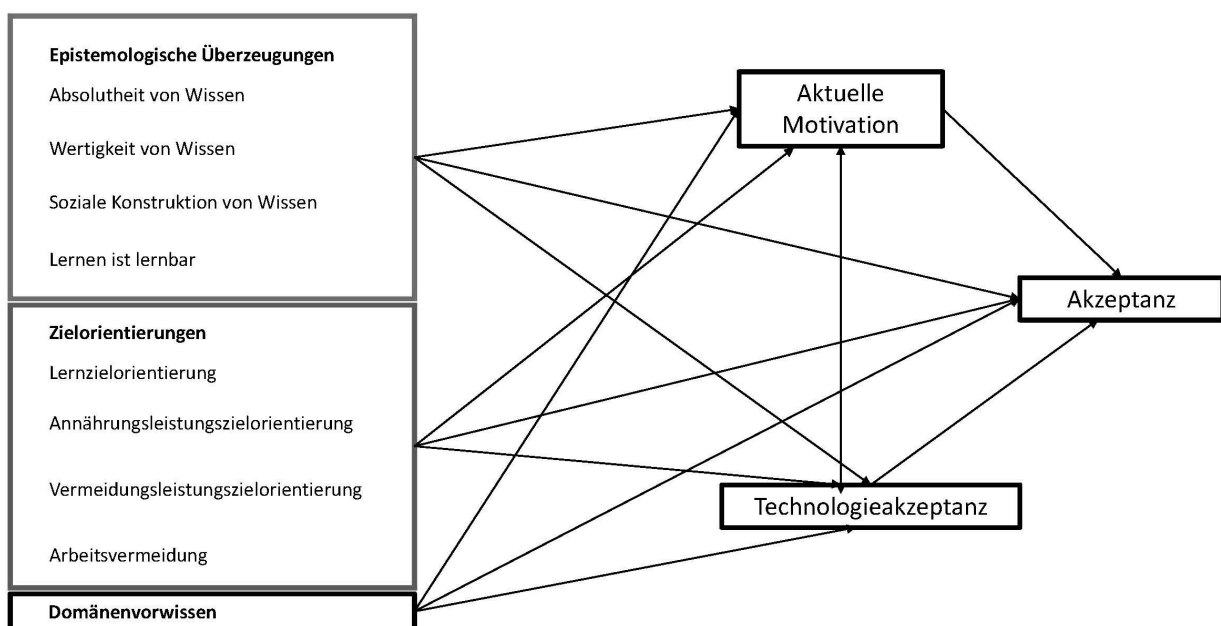 Epistemologische Überzeugungen
Absolutheit von Wissen
Wertigkeit von Wissen
Soziale Konstruktion von Wissen
Lernen ist lernbar
Zielorientierungen
Lernzielorientierung
Annährungsleistungszielorientierung
Vermeidungsleistungszielorientierung
Arbeitsvermeidung
Domänenvorwissen
Aktuelle
Motivation
Technologieakzeptanz
Akzeptanz